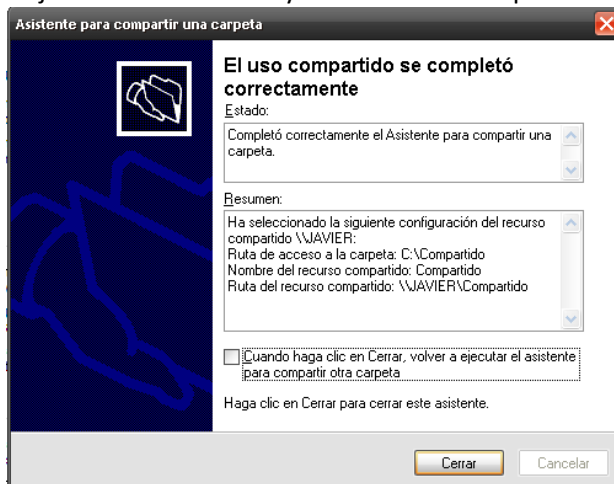 Asistente para compartir una carpeta
El uso compartido se completó
correctamente
Estado:
Completó correctamente el Asistente para compartir una
carpeta.
Resumen:
Ha seleccionado la siguiente configuración del recurso
compartido \\JAVIER:
Ruta de acceso a la carpeta: C:\Compartido
Nombre del recurso compartido: Compartido
Ruta del recurso compartido: \\JAVIER\Compartido
Cuando haga clic en Cerrar, volver a ejecutar el asistente
para compartir otra carpeta
Haga clic en Cerrar para cerrar este asistente.
Cerrar
Cancelar